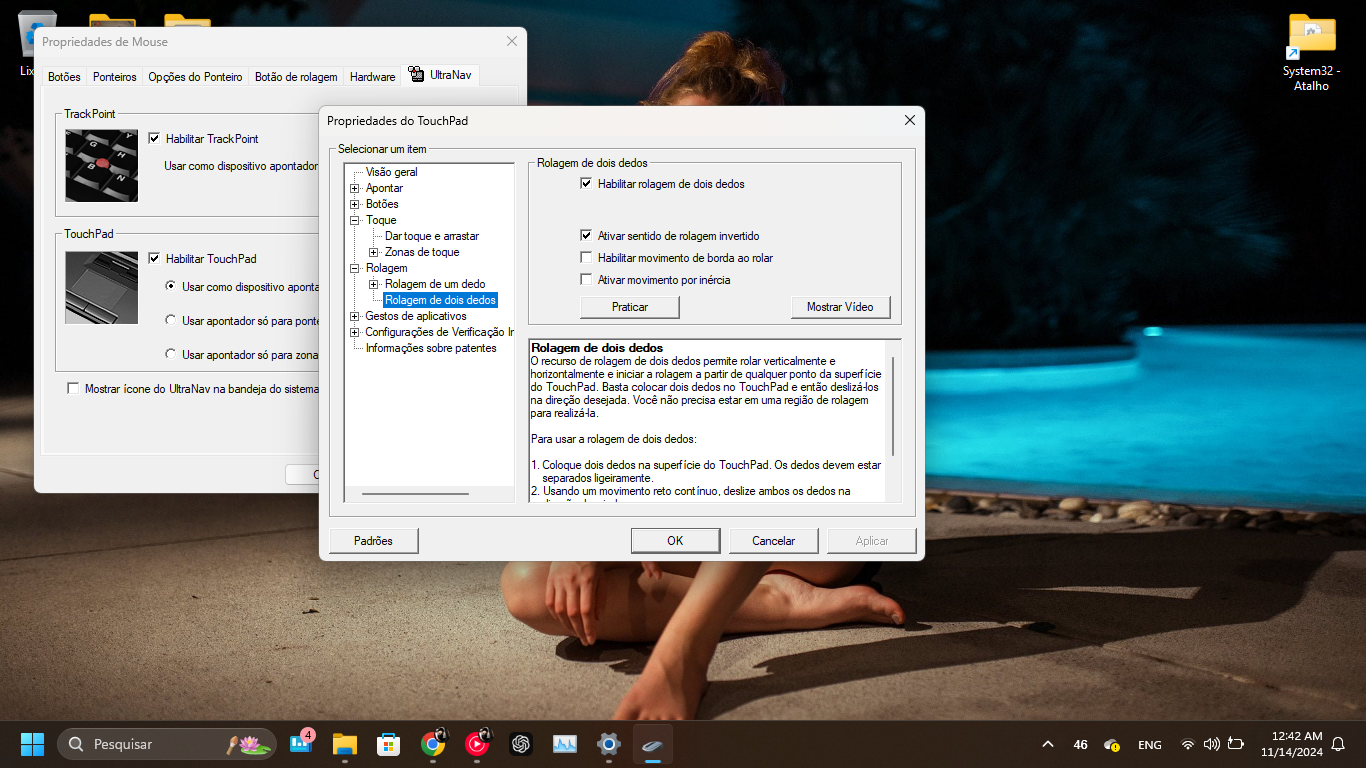 Lix
System32 -
Atalho
Propriedades de Mouse
Botões
Ponteiros
Opções do Ponteiro
Botão de rolagem
Hardware
UltraNav
TrackPoint
Habilitar TrackPoint
Usar como dispositivo apontador
TouchPad
Habilitar TouchPad
Usar como dispositivo aponta
Usar apontador só para ponte
Usar apontador só para zona
Mostrar ícone do UltraNav na bandeja do sistema
Propriedades do TouchPad
Selecionar um item
Visão geral
Apontar
Botões
Toque
Dar toque e arrastar
Zonas de toque
Rolagem
Rolagem de um dedo
Rolagem de dois dedos
Gestos de aplicativos
Configurações de Verificação Ir
Informações sobre patentes
Rolagem de dois dedos
Habilitar rolagem de dois dedos
Ativar sentido de rolagem invertido
Habilitar movimento de borda ao rolar
Ativar movimento por inércia
Praticar
Mostrar Vídeo
Rolagem de dois dedos
O recurso de rolagem de dois dedos permite rolar verticalmente e
horizontalmente e iniciar a rolagem a partir de qualquer ponto da superfície
do TouchPad. Basta colocar dois dedos no TouchPad e então deslizá-los
na direção desejada. Você não precisa estar em uma região de rolagem
para realizá-la.
Para usar a rolagem de dois dedos:
1. Coloque dois dedos na superfície do TouchPad. Os dedos devem estar
separados ligeiramente.
2. Usando um movimento reto contínuo, deslize ambos os dedos na
Padrões
OK
Cancelar
Aplicar
Pesquisar
4
46
ENG
12:42 AM
11/14/2024